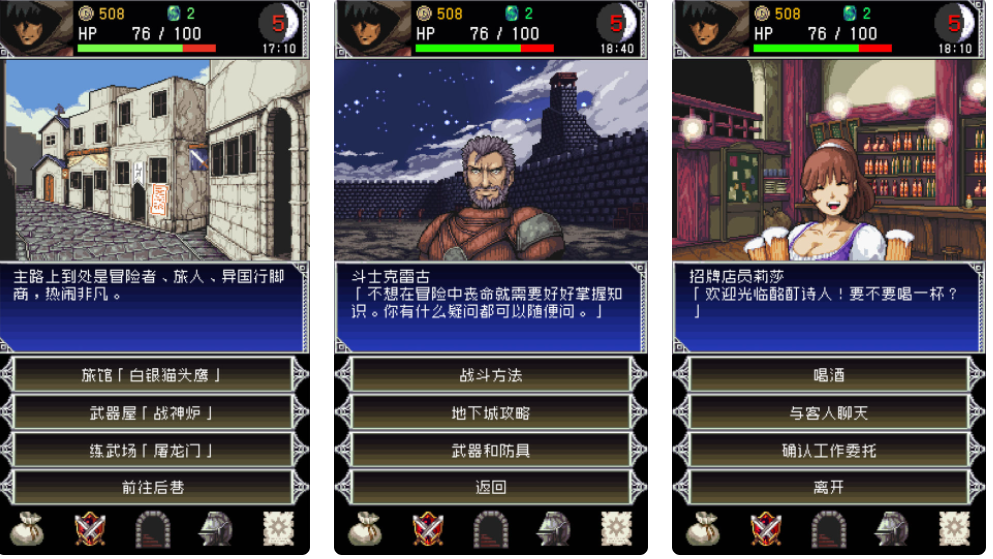 508
2
HP 76 / 100
5
17:10
主路上到处是冒险者、旅人、异国行脚
商，热闹非凡。
旅馆「白银猫头鹰」
武器屋「战神炉」
练武场「屠龙门」
前往后巷
508
2
HP 76 / 100
5
18:40
斗士克雷古
「不想在冒险中丧命就需要好好掌握知
识。你有什么疑问都可以随便问。」
战斗方法
地下城攻略
武器和防具
返回
508
2
HP 76 / 100
5
18:10
招牌店员莉莎
「欢迎光临酩酊诗人！要不要喝一杯？
」
喝酒
与客人聊天
确认工作委托
离开